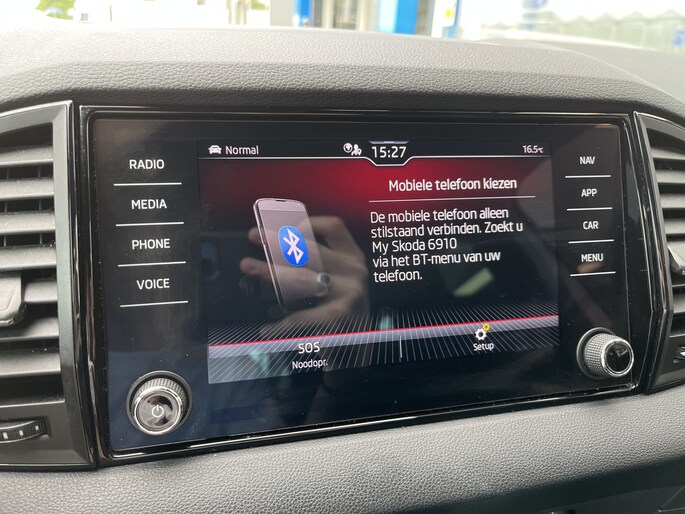 RADIO
MEDIA
PHONE
VOICE
Normal
15:27
16.5°C
Mobiele telefoon kiezen
De mobiele telefoon alleen
stilstaand verbinden. Zoekt u
My Skoda 6910
via het BT-menu van uw
telefoon.
SOS
Noodopr.
Setup
NAV
APP
CAR
MENU